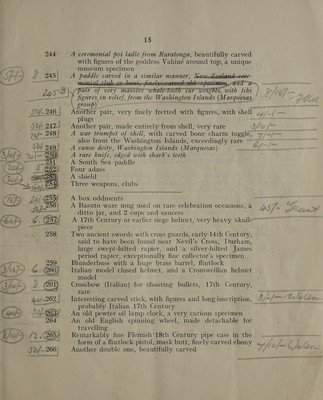 15
244 A ceremonial poi ladle from Raratonga, beautifully carved
with figures of the goddess Vahiné around top, a unique
museum specimen
245 A paddle carved in a similar manner,
245-B pair of very massive whale-tooth ear weights, with tiki
figures, in relief, from the Washington Islands (Marquesas
group)
246 Another pair, very finely fretted with figures, with shell
plugs
247 Another pair, made entirely from shell, very rare
248 A war trumpet of shell, with carved bone charm toggle,
also from the Washington Islands, exceedingly rare
249 A canoe deity, Washington Islands (Marquesas)
250 A rare knife, edged with shark's teeth
251 A South Sea paddle
252 Four adzes
253 A shield
254 Three weapons, clubs
255 A box oddments
256 A Basuto ware mug used on rare celebration occasions, a
ditto jar, and 2 cups and saucers
257 A 17th Century or earlier siege helmet, very heavy skull-
piece
258 Two ancient swords with cross guards, early 14th Century,
said to have been found near Nevil's Cross, Durham,
large swept-hilted rapier, and a silver-hilted James
period rapier, exceptionally fine collector's specimen
259 Blunderbuss with a huge brass barrel, flintlock
260 Italian model closed helmet, and a Cromwellian helmet
model
261 Crossbow (Italian) for shooting bullets, 17th Century,
rare
262 Interesting carved stick, with figures and long inscription,
probably Italian 17th Century
263 An old pewter oil lamp clock, a very curious specimen
264 An old English spinning wheel, made detachable for
travelling
265 Remarkably fine Flemish 18th Century pipe case in the
form of a flintlock pistol, mask butt, finely carved ebony
266 Another double one, beautifully carved